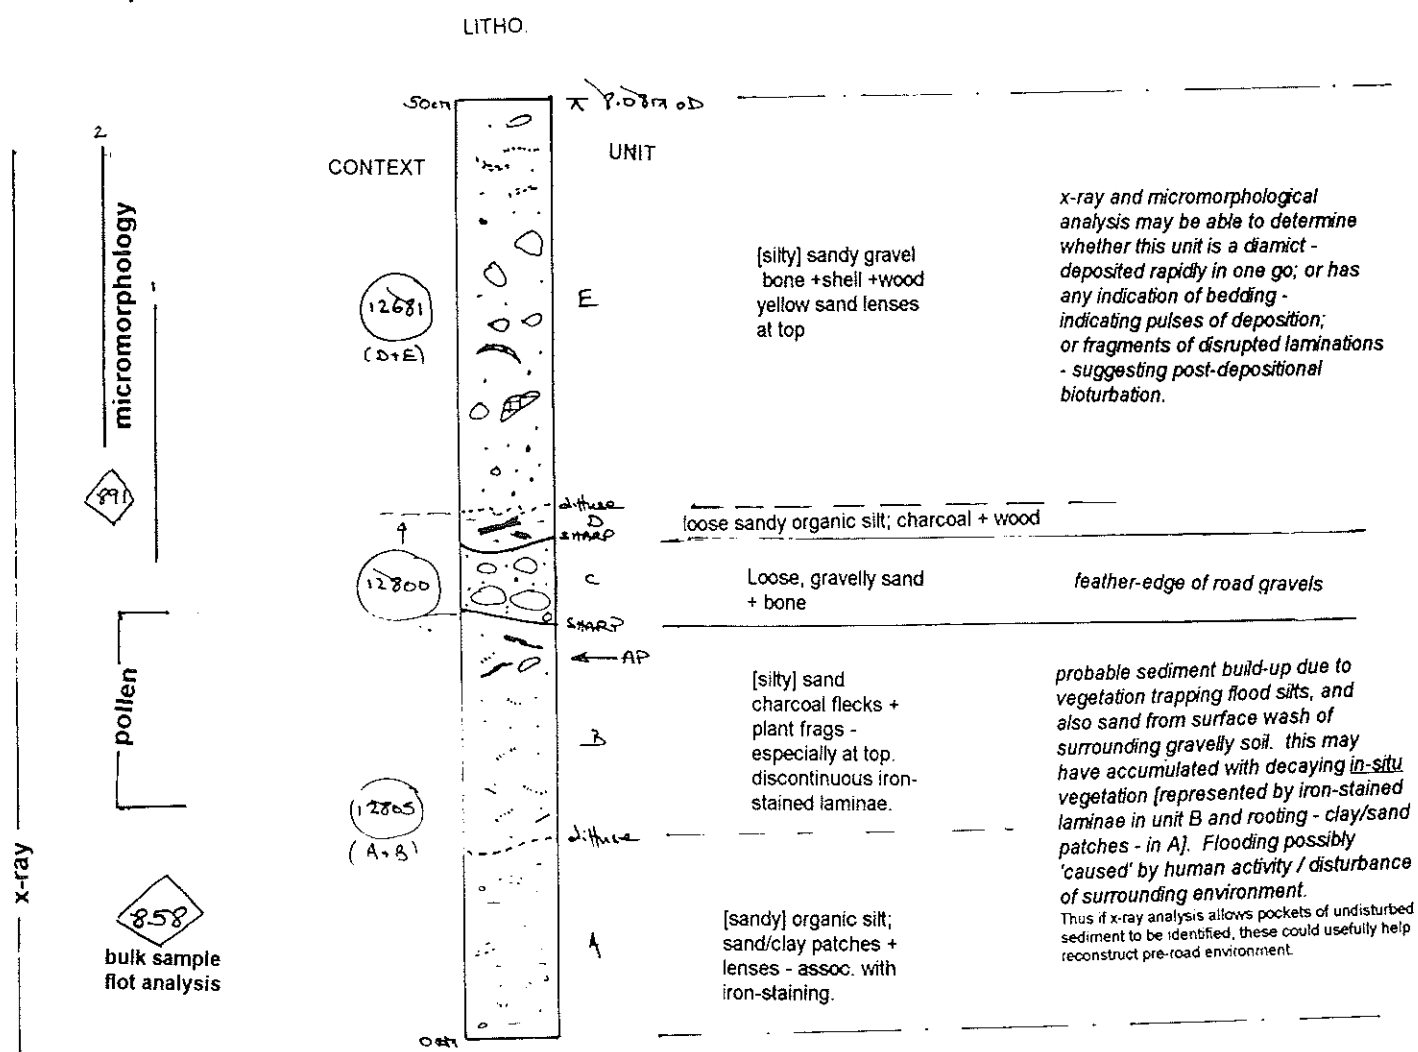 LITHO.
50cm
8.08m OD
2
CONTEXT
UNIT
micromorphology
1
12681
(D+E)
E
[silty] sandy gravel
bone +shell +wood
yellow sand lenses
at top
x-ray and micromorphological
analysis may be able to determine
whether this unit is a diamict -
deposited rapidly in one go; or has
any indication of bedding -
indicating pulses of deposition;
or fragments of disrupted laminations
- suggesting post-depositional
bioturbation.
891
diffuse
D
SHARP
loose sandy organic silt; charcoal + wood
12800
C
Loose, gravelly sand
+ bone
feather-edge of road gravels
SHARP
AP
pollen
B
[silty] sand
charcoal flecks +
plant frags -
especially at top.
discontinuous iron-
stained laminae.
probable sediment build-up due to
vegetation trapping flood silts, and
also sand from surface wash of
surrounding gravelly soil. this may
have accumulated with decaying in-situ
vegetation [represented by iron-stained
laminae in unit B and rooting - clay/sand
patches - in A]. Flooding possibly
'caused' by human activity / disturbance
of surrounding environment.
Thus if x-ray analysis allows pockets of undisturbed
sediment to be identified, these could usefully help
reconstruct pre-road environment.
12805
(A+B)
diffuse
x-ray
858
bulk sample
flot analysis
A
[sandy] organic silt;
sand/clay patches +
lenses - assoc. with
iron-staining.
0cm